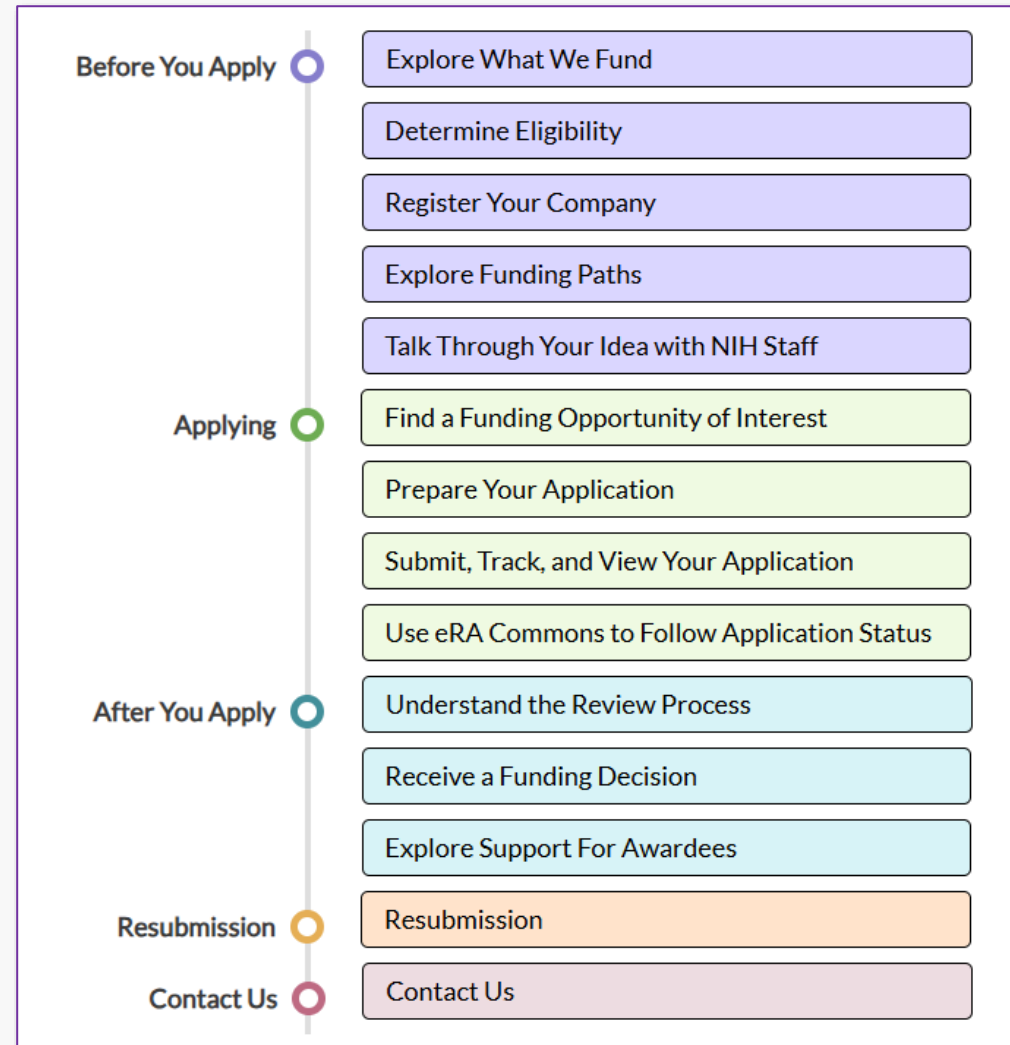 Before You Apply
Explore What We Fund
Determine Eligibility
Register Your Company
Explore Funding Paths
Talk Through Your Idea with NIH Staff
Applying
Find a Funding Opportunity of Interest
Prepare Your Application
Submit, Track, and View Your Application
Use eRA Commons to Follow Application Status
After You Apply
Understand the Review Process
Receive a Funding Decision
Explore Support For Awardees
Resubmission
Resubmission
Contact Us
Contact Us